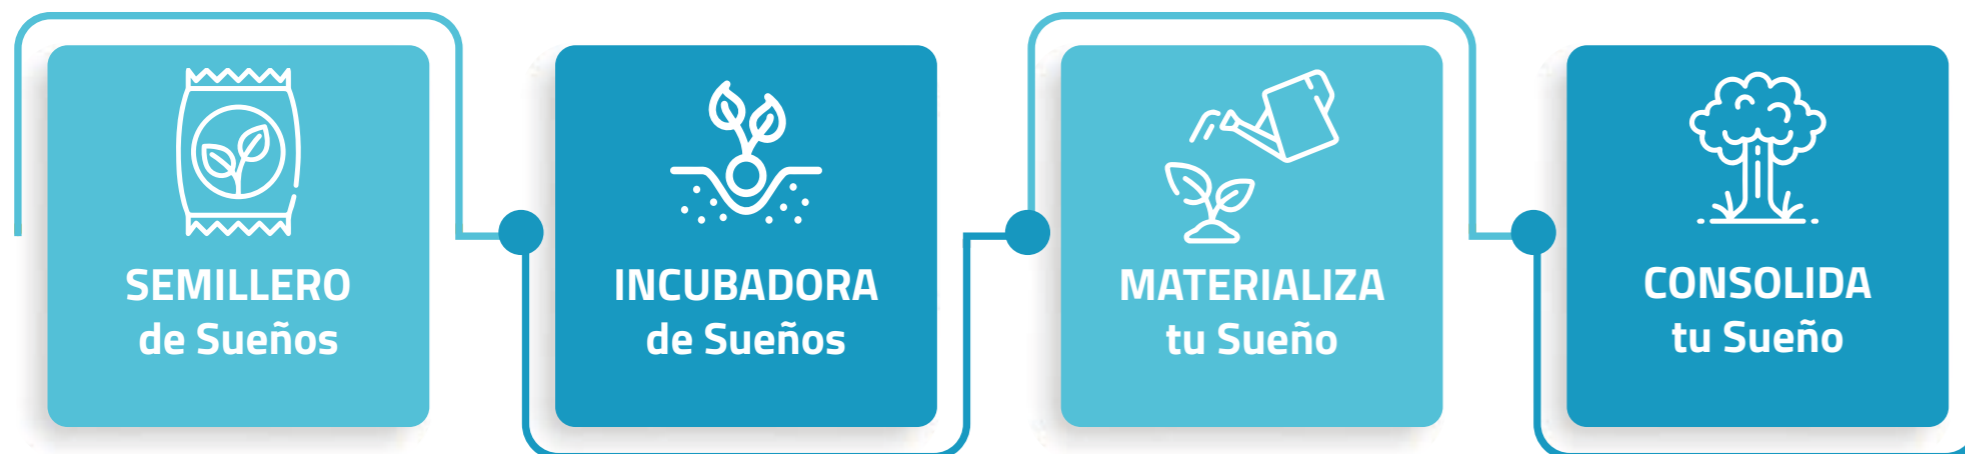 SEMILLERO
de Sueños
INCUBADORA
de Sueños
MATERIALIZA
tu Sueño
CONSOLIDA
tu Sueño